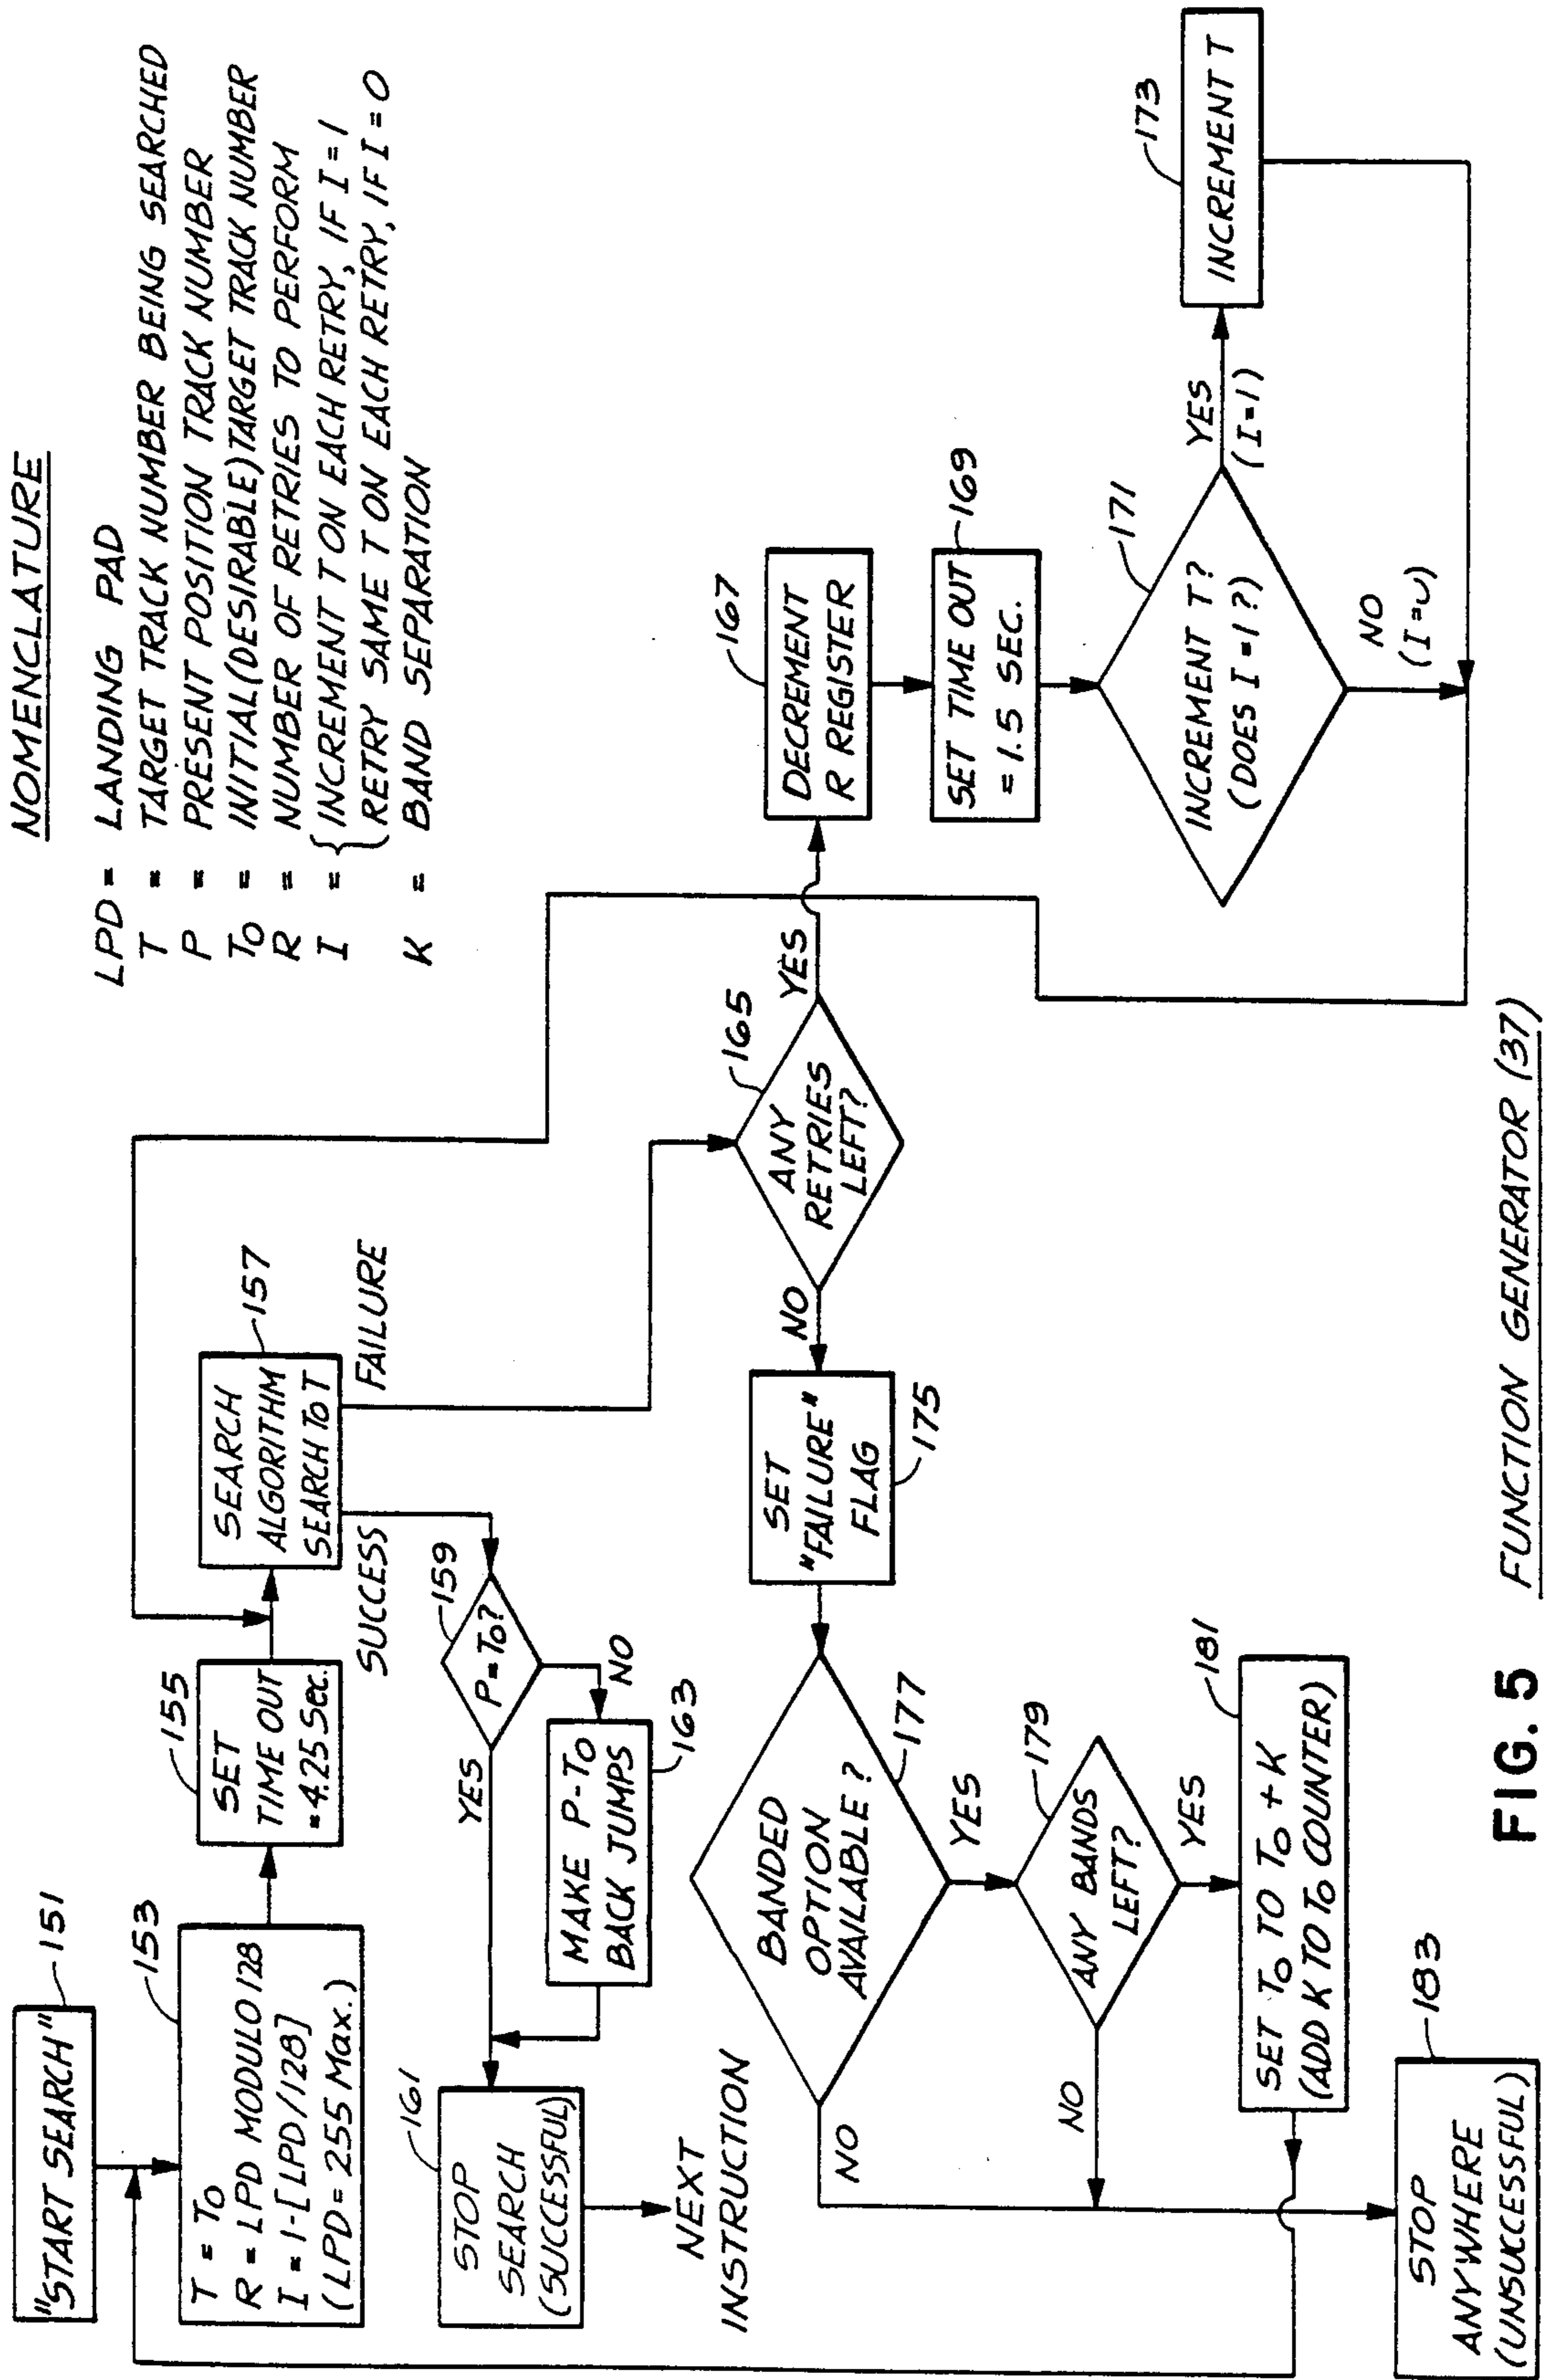 NOMENCLATURE
LPD = LANDING PAD
T = TARGET TRACK NUMBER BEING SEARCHED
P = PRESENT POSITION TRACK NUMBER
To = INITIAL (DESIRABLE) TARGET TRACK NUMBER
R = NUMBER OF RETRIES TO PERFORM
I = { INCREMENT T ON EACH RETRY, IF I = 1
RETRY SAME T ON EACH RETRY, IF I = 0
K = BAND SEPARATION
"START SEARCH"
151
153
T = To
R = LPD MODULO 128
I = 1-[LPD/128]
(LPD = 255 Max.)
155
SET
TIME OUT
= 4.25 Sec.
157
SEARCH
ALGORITHM
SEARCH To T
SUCCESS
FAILURE
159
P = To?
YES
NO
163
MAKE P-To
BACK JUMPS
161
STOP
SEARCH
(SUCCESSFUL)
NEXT
INSTRUCTION
165
ANY
RETRIES
LEFT?
YES
NO
167
DECREMENT
R REGISTER
169
SET TIME OUT
= 1.5 SEC.
171
INCREMENT T?
(DOES I = 1 ?)
YES
(I=1)
NO
(I=0)
173
INCREMENT T
175
SET
"FAILURE"
FLAG
177
BANDED
OPTION
AVAILABLE?
YES
NO
179
ANY BANDS
LEFT?
YES
NO
181
SET To TO To + K
(ADD K TO To COUNTER)
183
STOP
ANYWHERE
(UNSUCCESSFUL)
FIG. 5
FUNCTION GENERATOR (37)